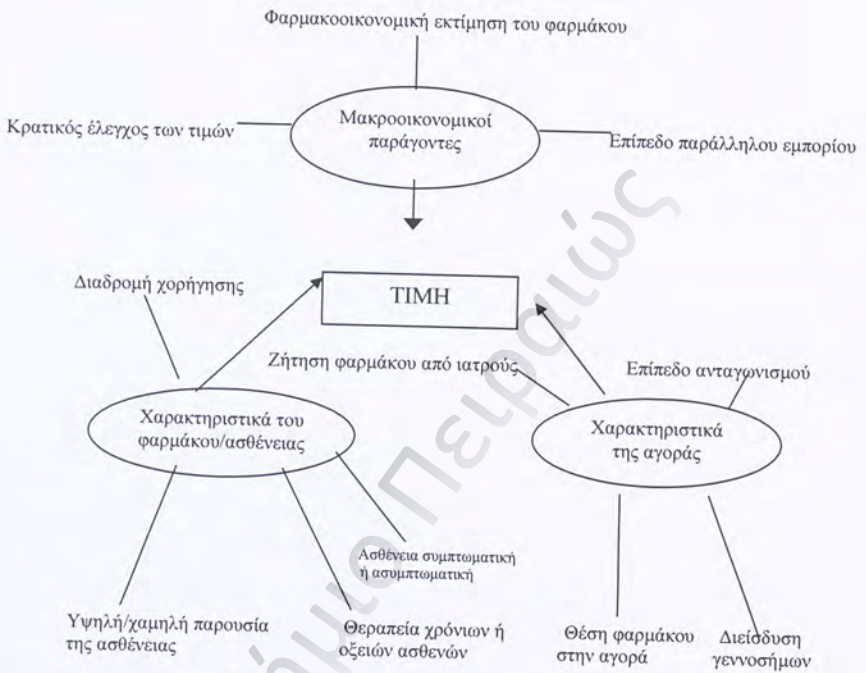 Φαρμακοοικονομική εκτίμηση του φαρμάκου
Μακροοικονομικοί
παράγοντες
Κρατικός έλεγχος των τιμών
Επίπεδο παράλληλου εμπορίου
Διαδρομή χορήγησης
ΤΙΜΗ
Ζήτηση φαρμάκου από ιατρούς
Επίπεδο ανταγωνισμού
Χαρακτηριστικά του
φαρμάκου/ασθένειας
Χαρακτηριστικά
της αγοράς
Ασθένεια συμπτωματική
ή ασυμπτωματική
Υψηλή/χαμηλή παρουσία
της ασθένειας
Θεραπεία χρόνιων ή
οξειών ασθενών
Θέση φαρμάκου
στην αγορά
Διείσδυση
γεννοσήμων
Πειραιώς